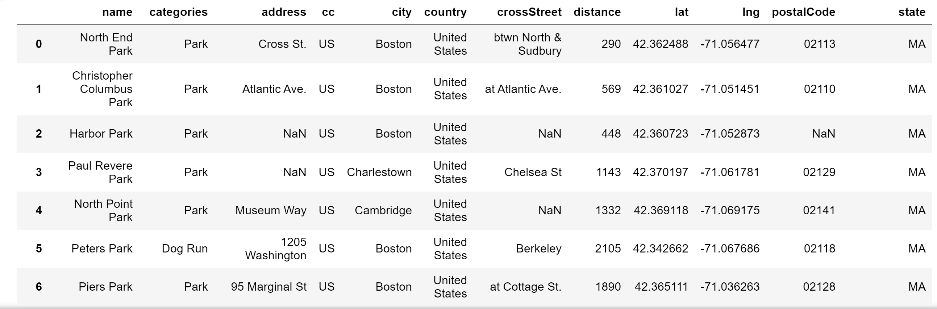 name categories address cc city country crossStreet distance lat lng postalCode state
0 North End Park Park Cross St. US Boston United States btwn North & Sudbury 290 42.362488 -71.056477 02113 MA
1 Christopher Columbus Park Park Atlantic Ave. US Boston United States at Atlantic Ave. 569 42.361027 -71.051451 02110 MA
2 Harbor Park Park NaN US Boston United States NaN 448 42.360723 -71.052873 NaN MA
3 Paul Revere Park Park NaN US Charlestown United States Chelsea St 1143 42.370197 -71.061781 02129 MA
4 North Point Park Park Museum Way US Cambridge United States NaN 1332 42.369118 -71.069175 02141 MA
5 Peters Park Dog Run 1205 Washington US Boston United States Berkeley 2105 42.342662 -71.067686 02118 MA
6 Piers Park Park 95 Marginal St US Boston United States at Cottage St. 1890 42.365111 -71.036263 02128 MA